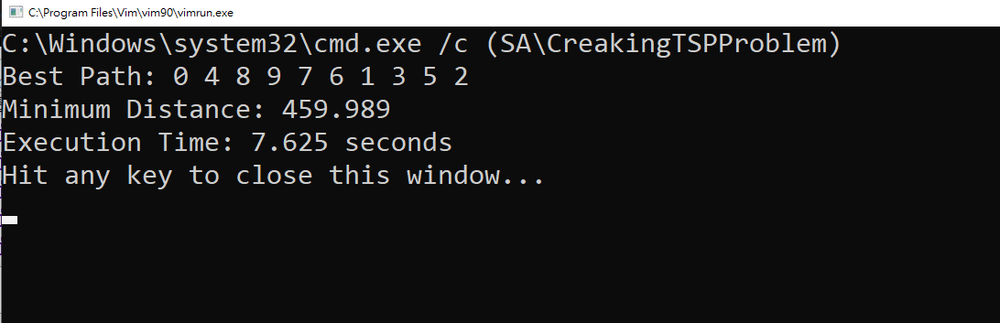 C:\Program Files\Vim\vim90\vimrun.exe
C:\Windows\system32\cmd.exe /c (SA\CreakingTSPProblem)
Best Path: 0 4 8 9 7 6 1 3 5 2
Minimum Distance: 459.989
Execution Time: 7.625 seconds
Hit any key to close this window...